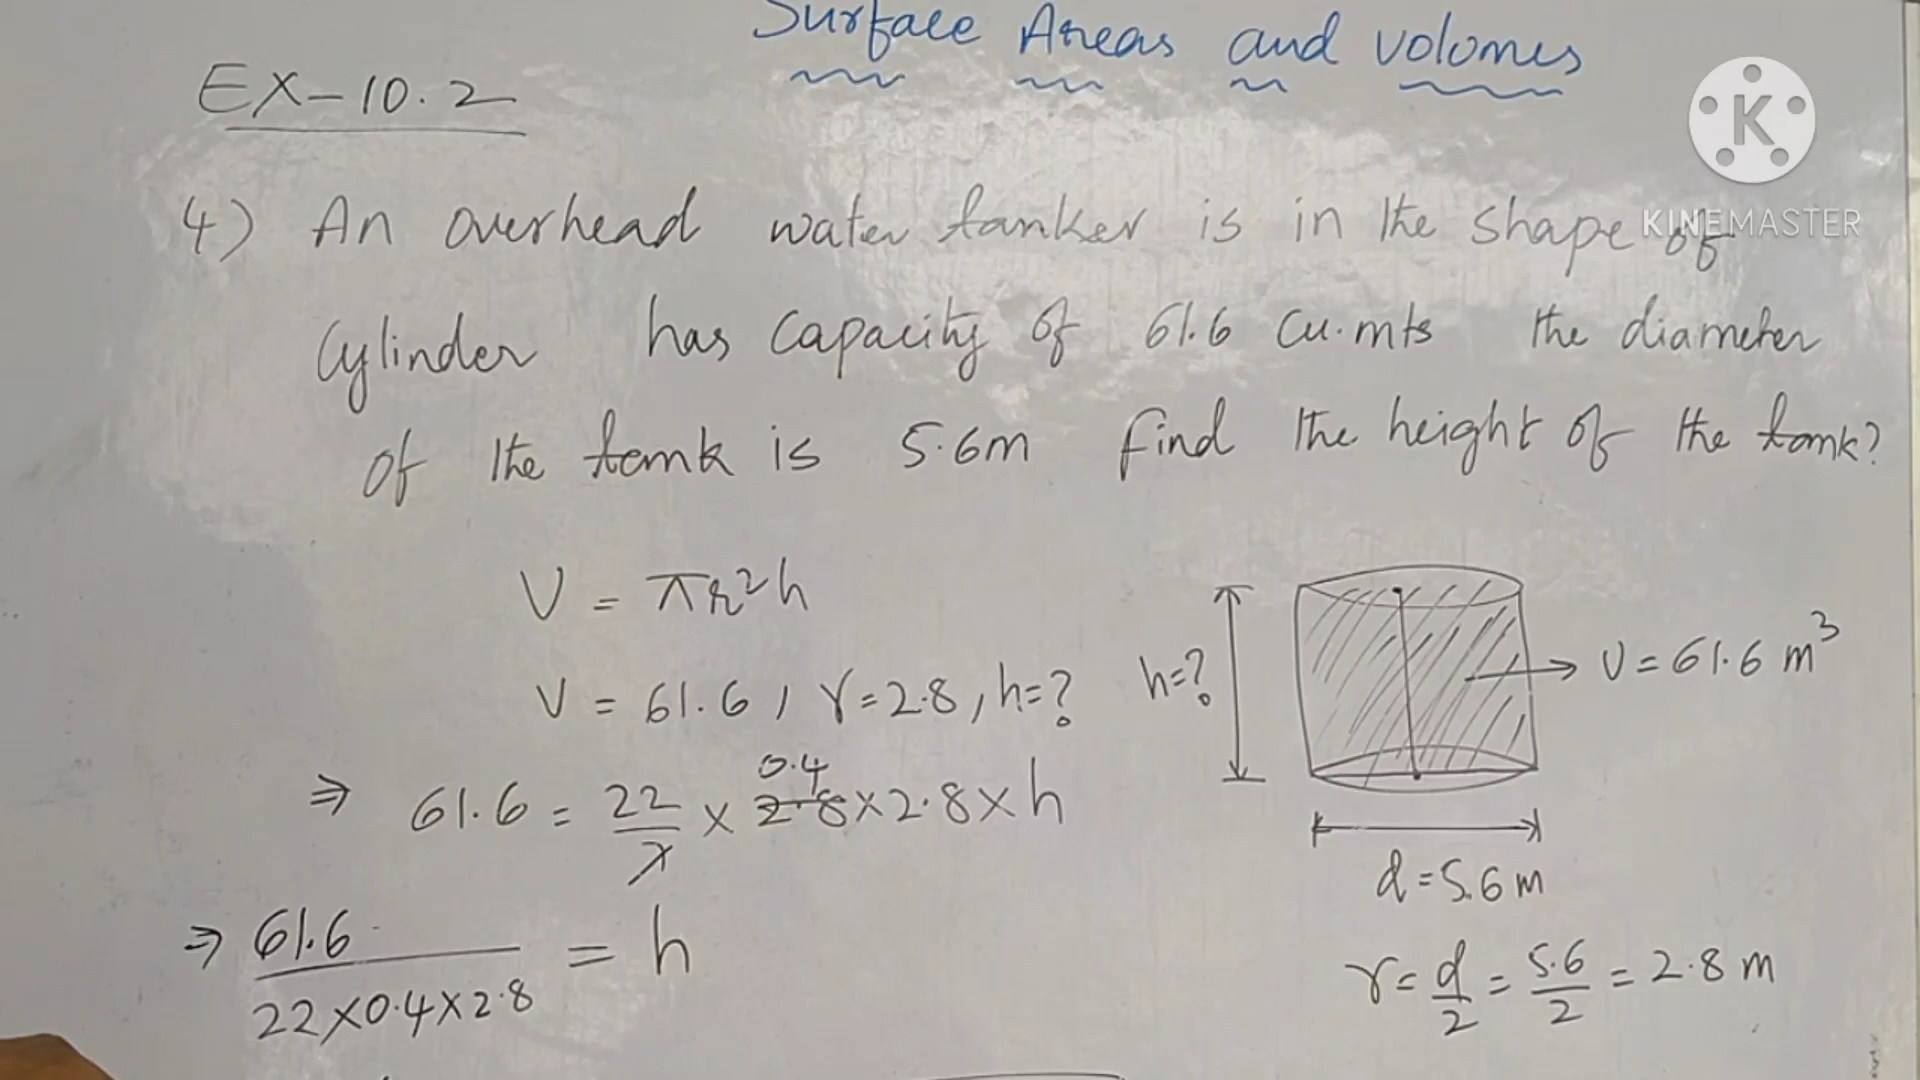 Surface Areas and Volumes
EX-10.2
K
KINEMASTER
4) An overhead water tanker is in the shape of
cylinder has capacity of 61.6 cu.mts the diameter
of the tank is 5.6m find the height of the tank?
V = πr²h
V = 61.6, r=2.8, h=?
h=?
V=61.6 m³
0.4
⇒ 61.6 = 22/7 × 2.8×2.8×h
d=5.6m
⇒ 61.6/22×0.4×2.8 = h
r=d/2=5.6/2=2.8 m